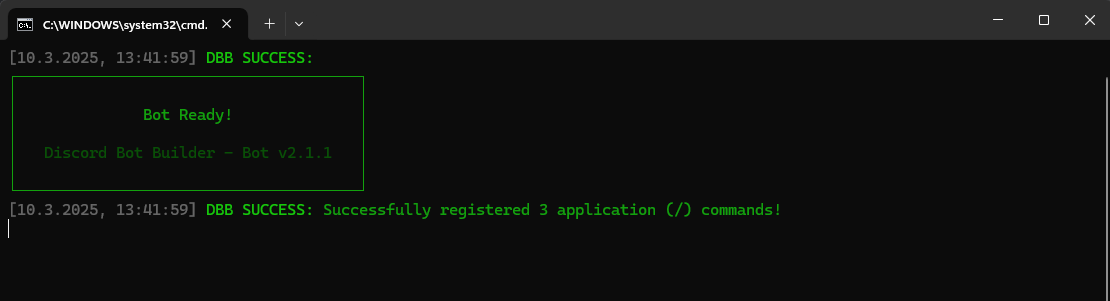 C:\WINDOWS\system32\cmd.
[10.3.2025, 13:41:59] DBB SUCCESS:
Bot Ready!
Discord Bot Builder - Bot v2.1.1
[10.3.2025, 13:41:59] DBB SUCCESS: Successfully registered 3 application (/) commands!